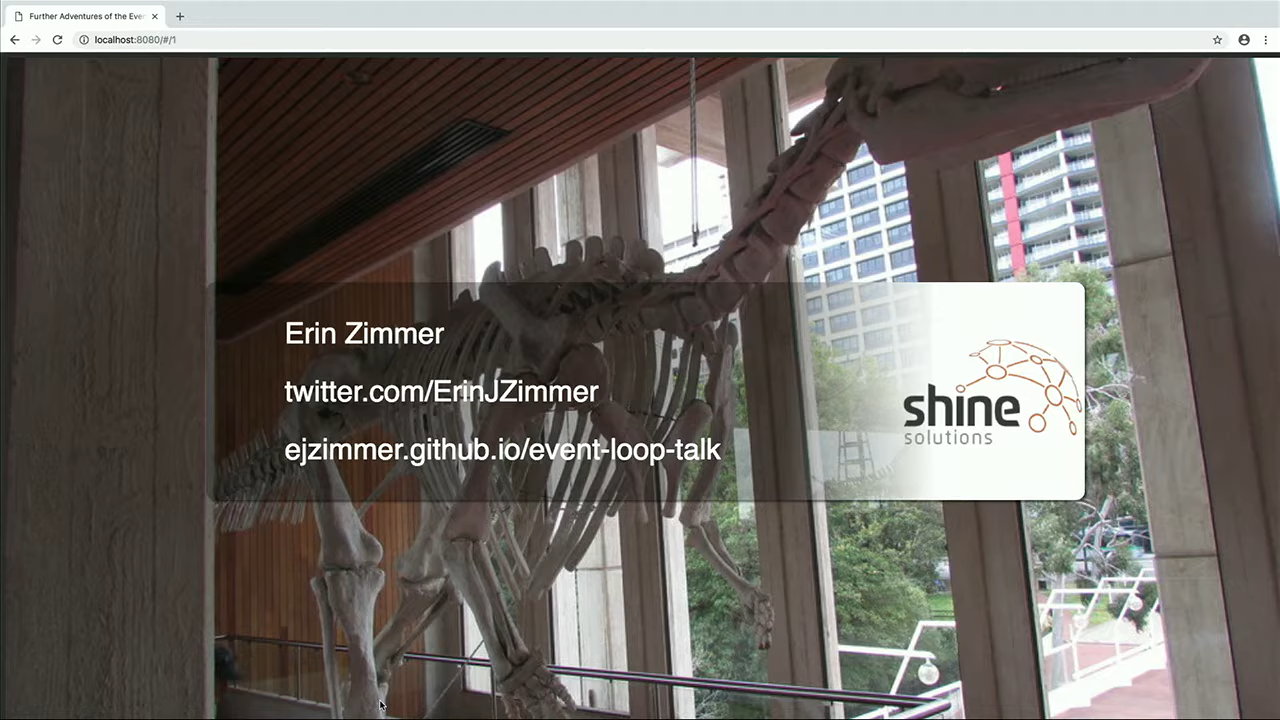 Further Adventures of the Eve
localhost:8080/#/1
Erin Zimmer
twitter.com/ErinJZimmer
ejzimmer.github.io/event-loop-talk
shine
solutions